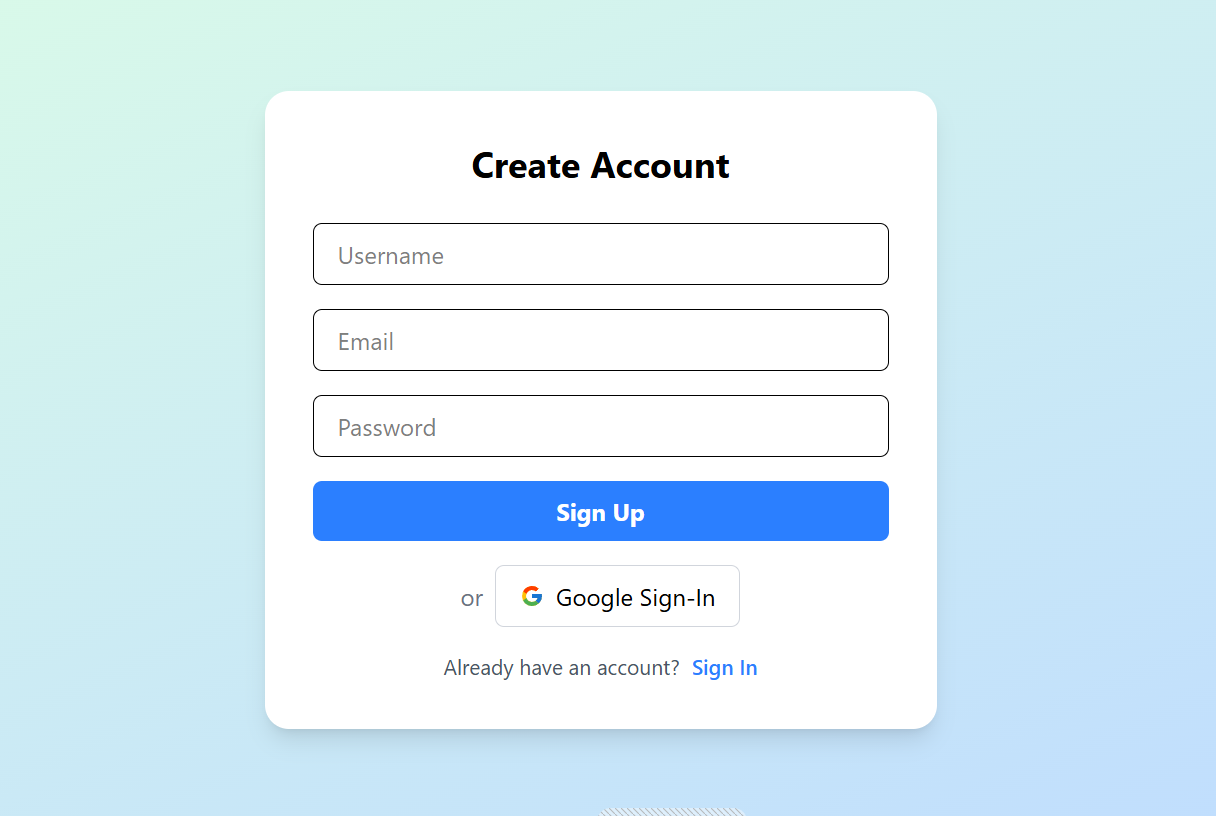 Create Account
Username
Email
Password
Sign Up
or Google Sign-In
Already have an account? Sign In